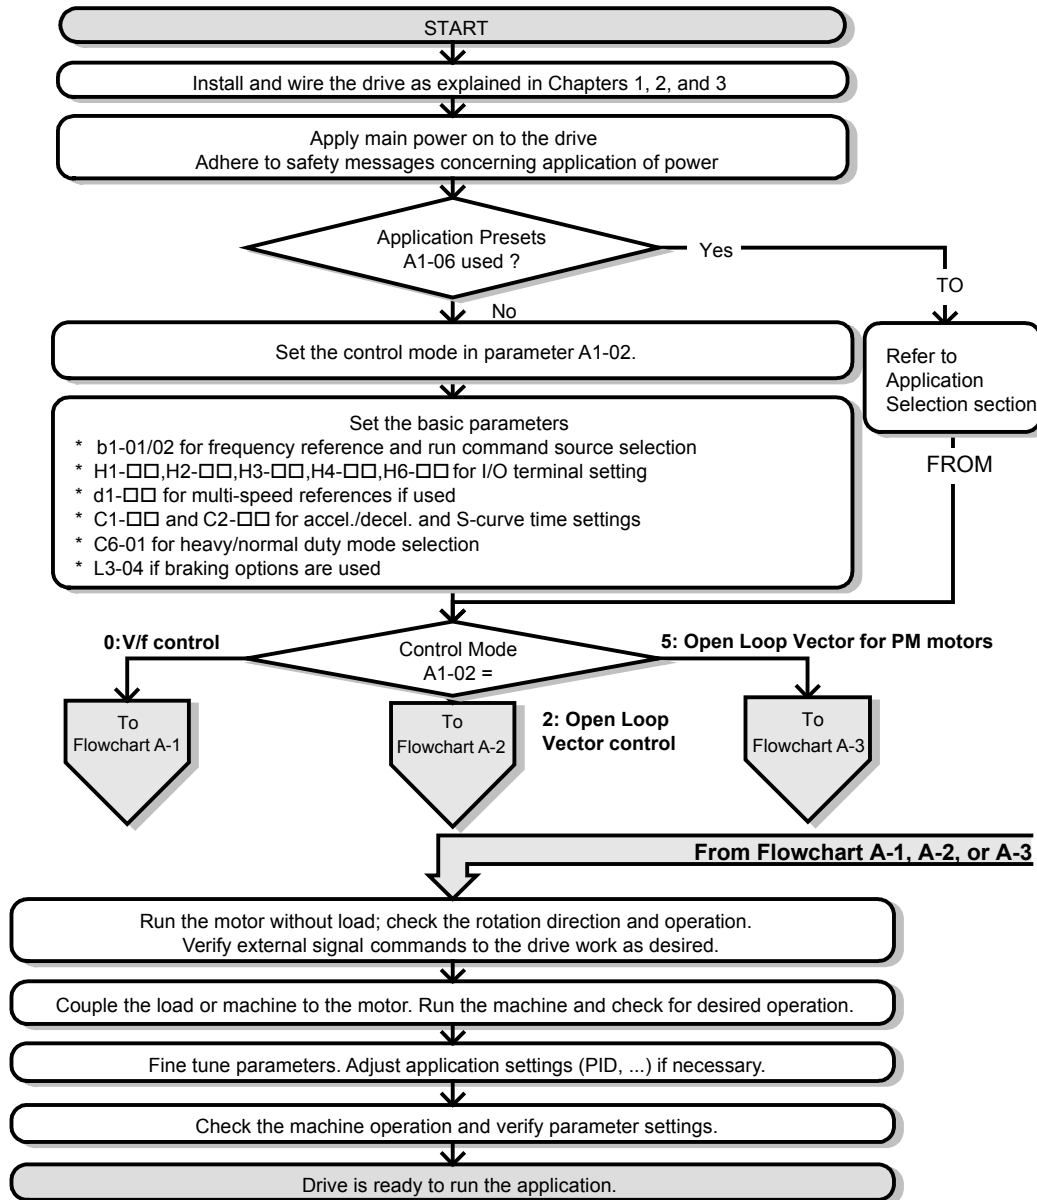 START
Install and wire the drive as explained in Chapters 1, 2, and 3
Apply main power on to the drive
Adhere to safety messages concerning application of power
Application Presets
A1-06 used ?
Yes
No
TO
Set the control mode in parameter A1-02.
Refer to
Application
Selection section
FROM
Set the basic parameters
* b1-01/02 for frequency reference and run command source selection
* H1-□□,H2-□□,H3-□□,H4-□□,H6-□□ for I/O terminal setting
* d1-□□ for multi-speed references if used
* C1-□□ and C2-□□ for accel./decel. and S-curve time settings
* C6-01 for heavy/normal duty mode selection
* L3-04 if braking options are used
0:V/f control
Control Mode
A1-02 =
5: Open Loop Vector for PM motors
To
Flowchart A-1
To
Flowchart A-2
2: Open Loop
Vector control
To
Flowchart A-3
From Flowchart A-1, A-2, or A-3
Run the motor without load; check the rotation direction and operation.
Verify external signal commands to the drive work as desired.
Couple the load or machine to the motor. Run the machine and check for desired operation.
Fine tune parameters. Adjust application settings (PID, ...) if necessary.
Check the machine operation and verify parameter settings.
Drive is ready to run the application.